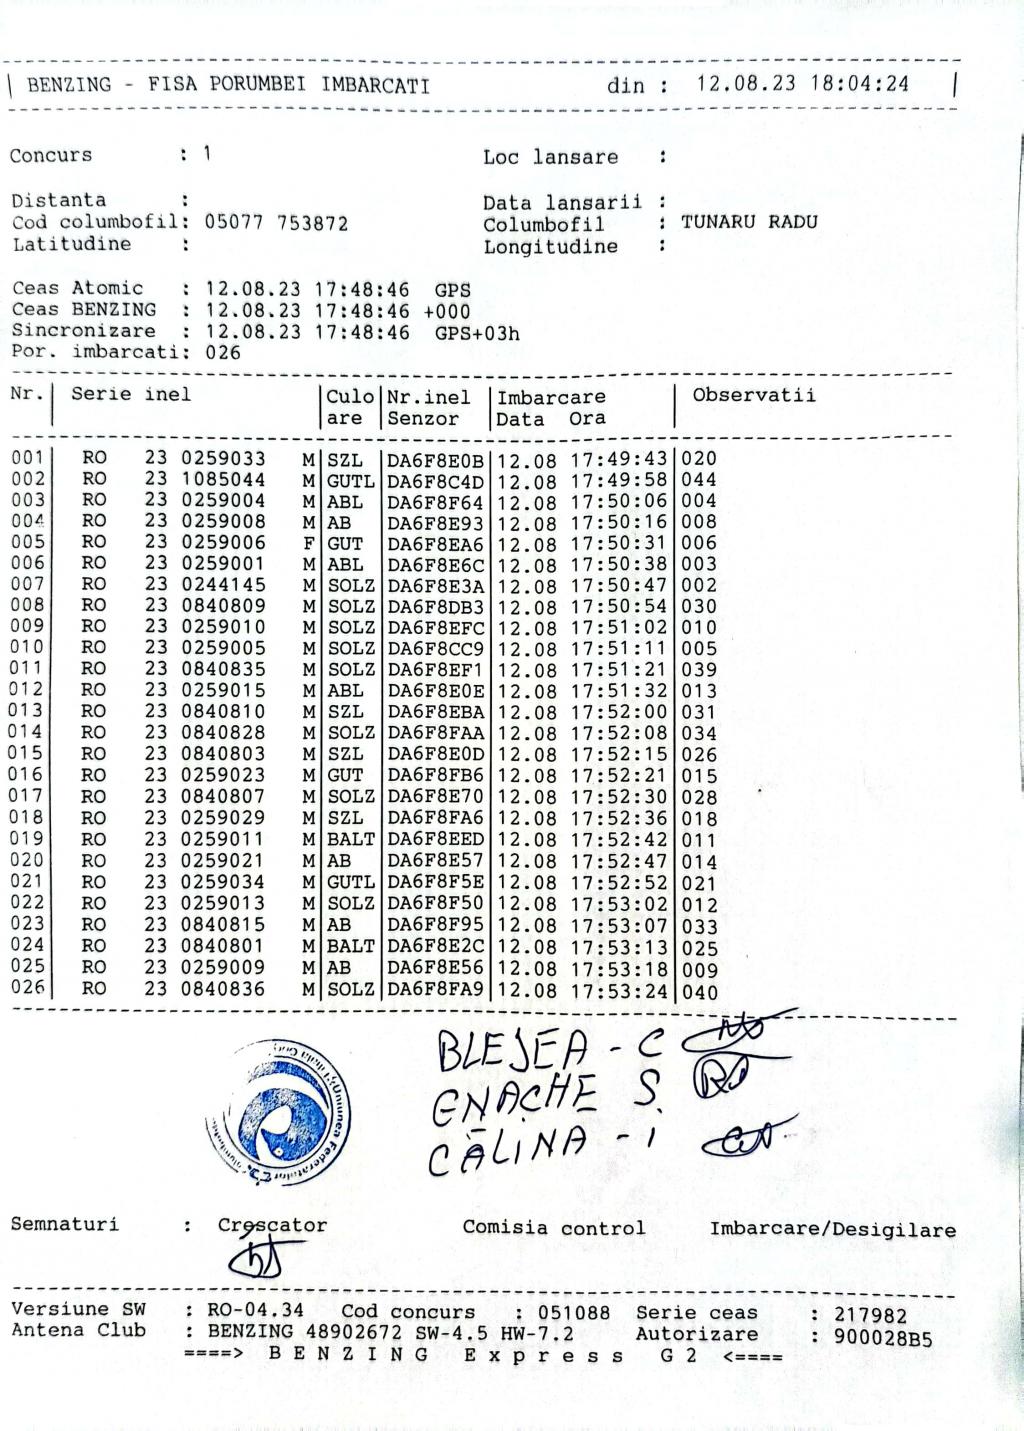 BENZING - FISA PORUMBEI IMBARCATI din : 12.08.23 18:04:24
Concurs : 1 Loc lansare :
Distanta : Data lansarii :
Cod columbofil: 05077 753872 Columbofil : TUNARU RADU
Latitudine : Longitudine :
Ceas Atomic : 12.08.23 17:48:46 GPS
Ceas BENZING : 12.08.23 17:48:46 +000
Sincronizare : 12.08.23 17:48:46 GPS+03h
Por. imbarcati: 026
Nr. Serie inel Culo Nr.inel Imbarcare Observatii
are Senzor Data Ora
001 RO 23 0259033 M SZL DA6F8E0B 12.08 17:49:43 020
002 RO 23 1085044 M GUTL DA6F8C4D 12.08 17:49:58 044
003 RO 23 0259004 M ABL DA6F8F64 12.08 17:50:06 004
004 RO 23 0259008 M AB DA6F8E93 12.08 17:50:16 008
005 RO 23 0259006 F GUT DA6F8EA6 12.08 17:50:31 006
006 RO 23 0259001 M ABL DA6F8E6C 12.08 17:50:38 003
007 RO 23 0244145 M SOLZ DA6F8E3A 12.08 17:50:47 002
008 RO 23 0840809 M SOLZ DA6F8DB3 12.08 17:50:54 030
009 RO 23 0259010 M SOLZ DA6F8EFC 12.08 17:51:02 010
010 RO 23 0259005 M SOLZ DA6F8CC9 12.08 17:51:11 005
011 RO 23 0840835 M SOLZ DA6F8EF1 12.08 17:51:21 039
012 RO 23 0259015 M ABL DA6F8E0E 12.08 17:51:32 013
013 RO 23 0840810 M SZL DA6F8EBA 12.08 17:52:00 031
014 RO 23 0840828 M SOLZ DA6F8FAA 12.08 17:52:08 034
015 RO 23 0840803 M SZL DA6F8E0D 12.08 17:52:15 026
016 RO 23 0259023 M GUT DA6F8FB6 12.08 17:52:21 015
017 RO 23 0840807 M SOLZ DA6F8E70 12.08 17:52:30 028
018 RO 23 0259029 M SZL DA6F8FA6 12.08 17:52:36 018
019 RO 23 0259011 M BALT DA6F8EED 12.08 17:52:42 011
020 RO 23 0259021 M AB DA6F8E57 12.08 17:52:47 014
021 RO 23 0259034 M GUTL DA6F8F5E 12.08 17:52:52 021
022 RO 23 0259013 M SOLZ DA6F8F50 12.08 17:53:02 012
023 RO 23 0840815 M AB DA6F8F95 12.08 17:53:07 033
024 RO 23 0840801 M BALT DA6F8E2C 12.08 17:53:13 025
025 RO 23 0259009 M AB DA6F8E56 12.08 17:53:18 009
026 RO 23 0840836 M SOLZ DA6F8FA9 12.08 17:53:24 040
BLEJEA - C
ENACHE S.
CĂLINA - i
Uniunea Federatiilor
Semnaturi : Crescator Comisia control Imbarcare/Desigilare
Versiune SW : RO-04.34 Cod concurs : 051088 Serie ceas : 217982
Antena Club : BENZING 48902672 SW-4.5 HW-7.2 Autorizare : 900028B5
====> B E N Z I N G E x p r e s s G 2 <====